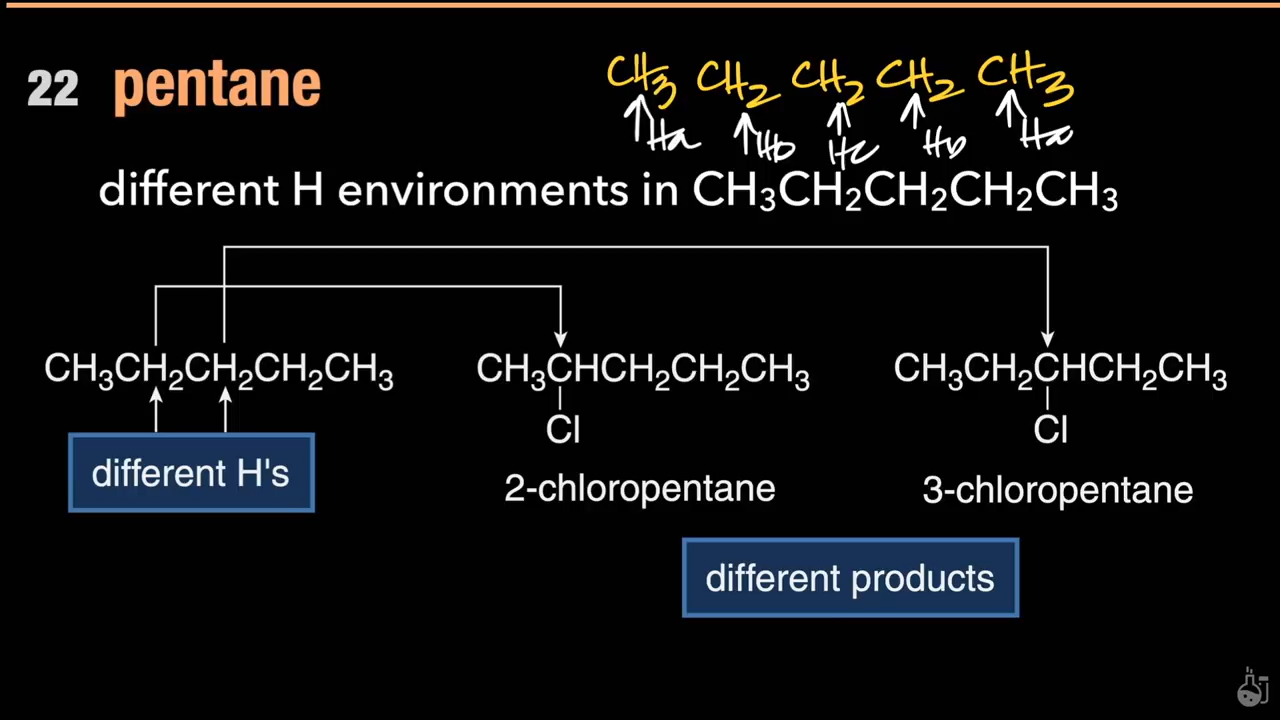 22 pentane
CH3 CH2 CH2 CH2 CH3
Ha Hb Hc Hb Ha
different H environments in CH₃CH₂CH₂CH₂CH₃
CH₃CH₂CH₂CH₂CH₃ CH₃CHCH₂CH₂CH₃ CH₃CH₂CHCH₂CH₃
Cl Cl
different H's
2-chloropentane 3-chloropentane
different products